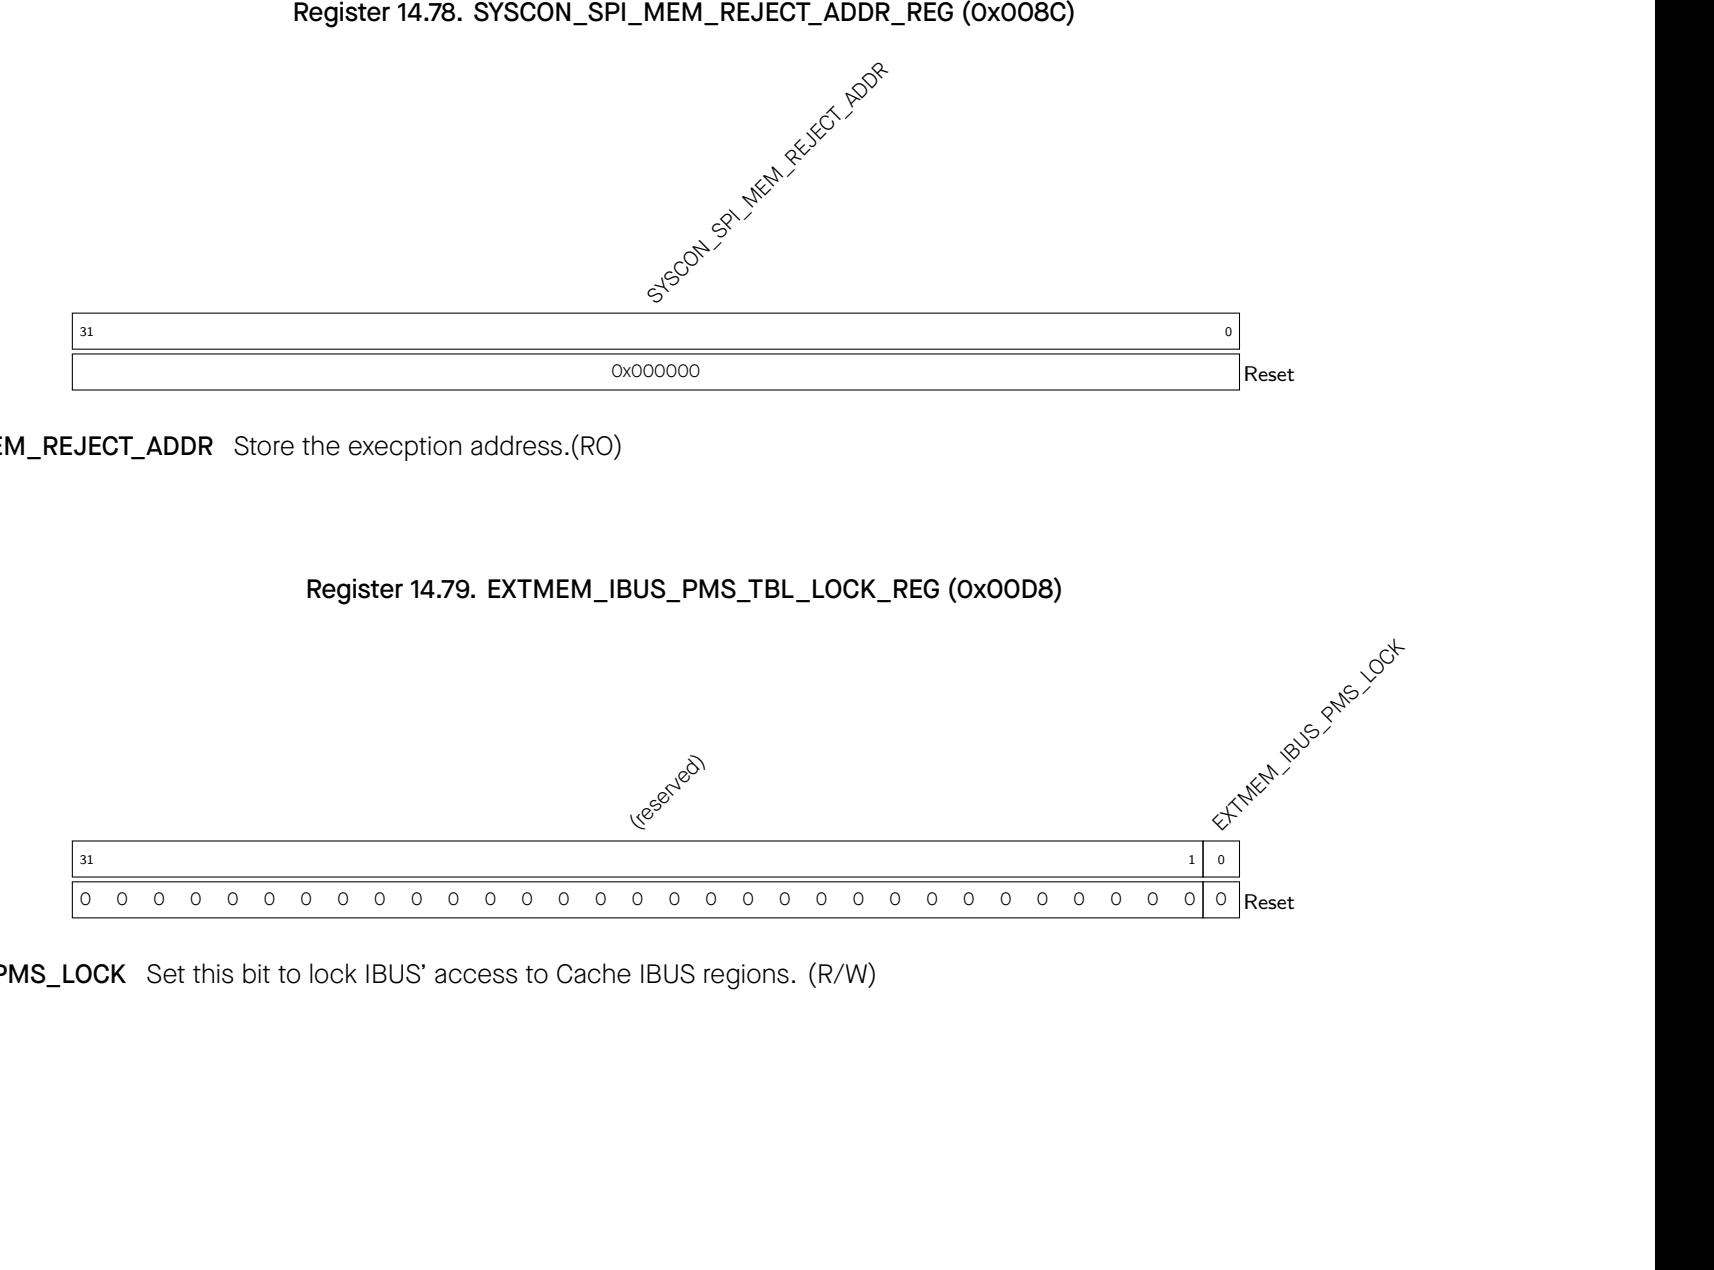 Register 14.78. SYSCON_SPI_MEM_REJECT_ADDR_REG (0x008C)
SYSCON_SPI_MEM_REJECT_ADDR
31 0
0x000000 Reset
EM_REJECT_ADDR Store the execption address.(RO)
Register 14.79. EXTMEM_IBUS_PMS_TBL_LOCK_REG (0x00D8)
(reserved) EXTMEM_IBUS_PMS_LOCK
31 1 0
0 0 0 0 0 0 0 0 0 0 0 0 0 0 0 0 0 0 0 0 0 0 0 0 0 0 0 0 0 0 0 0 Reset
PMS_LOCK Set this bit to lock IBUS’ access to Cache IBUS regions. (R/W)